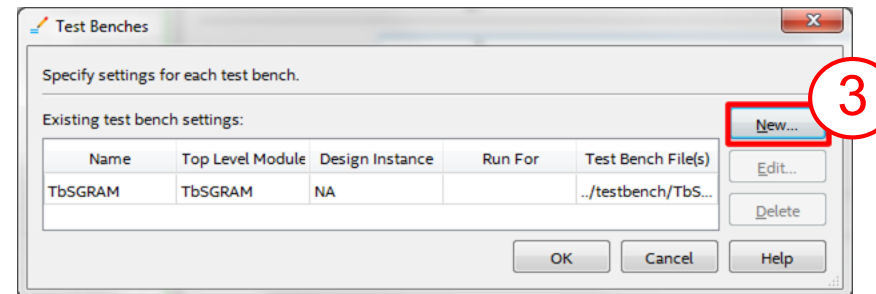 Test Benches
Specify settings for each test bench.
3
Existing test bench settings:
New...
Name Top Level Module Design Instance Run For Test Bench File(s)
Edit...
TbSGRAM TbSGRAM NA ../testbench/TbS...
Delete
OK Cancel Help